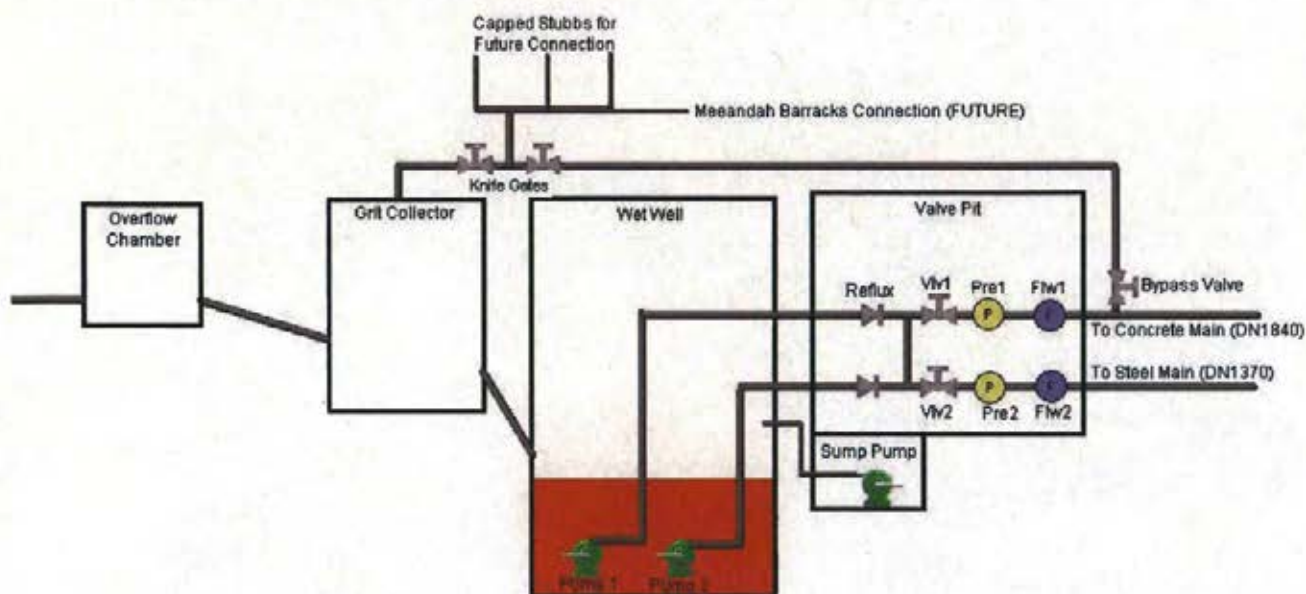 Capped Stubbs for
Future Connection
Meeandah Barracks Connection (FUTURE)
Knife Gates
Overflow
Chamber
Grit Collector
Wet Well
Valve Pit
Reflux
Vlv1
Pre1
Flw1
Bypass Valve
P
F
To Concrete Main (DN1840)
To Steel Main (DN1370)
P
F
Vlv2
Pre2
Flw2
Sump Pump
Pump 1
Pump 2